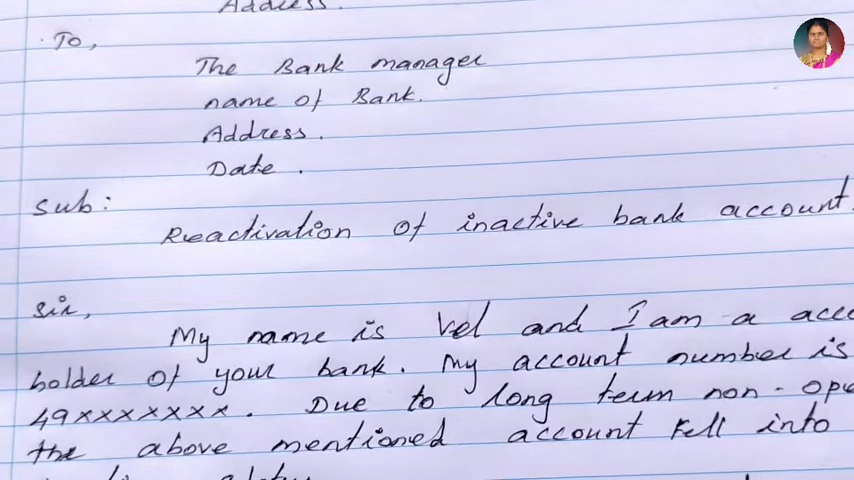 Address.
To,
The Bank manager
name of Bank.
Address.
Date.
Sub:
Reactivation of inactive bank account.
Sir,
My name is Vel and I am a
holder of your bank. My account number is
49xxxxxxxx. Due to long term non-
the above mentioned account fell into